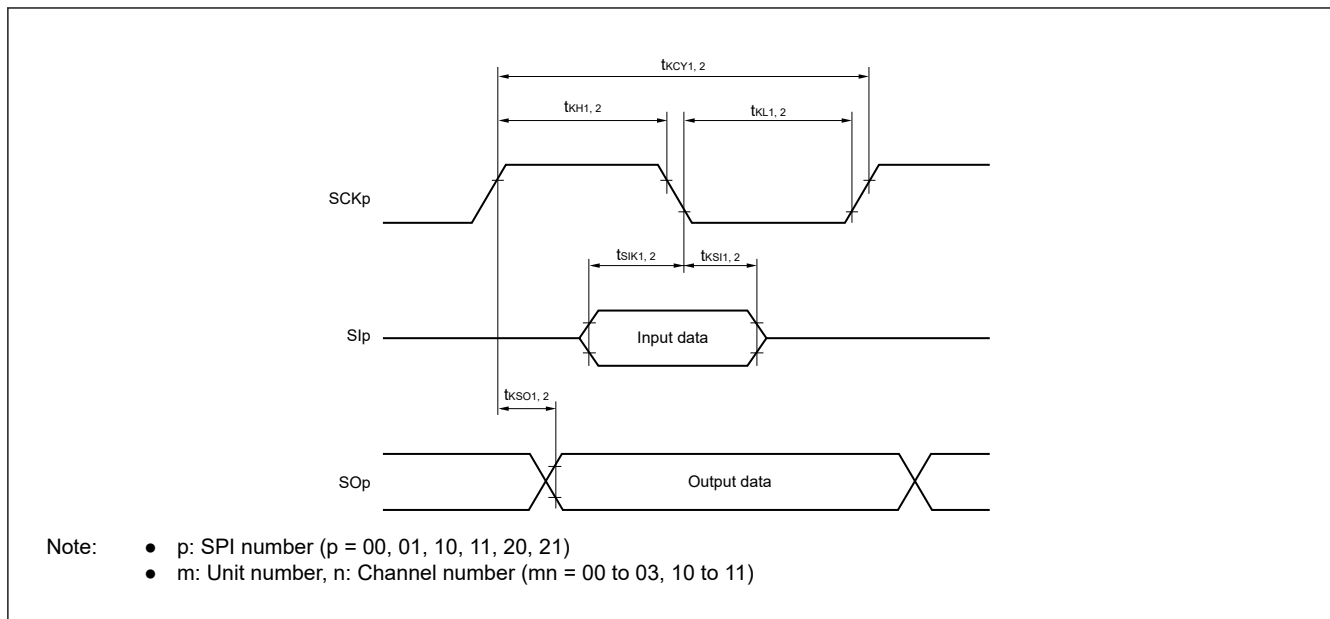 tKCY1, 2
tKH1, 2
tKL1, 2
SCKp
tSIK1, 2
tKSI1, 2
SIp
Input data
tKSO1, 2
SOp
Output data
Note:
● p: SPI number (p = 00, 01, 10, 11, 20, 21)
● m: Unit number, n: Channel number (mn = 00 to 03, 10 to 11)